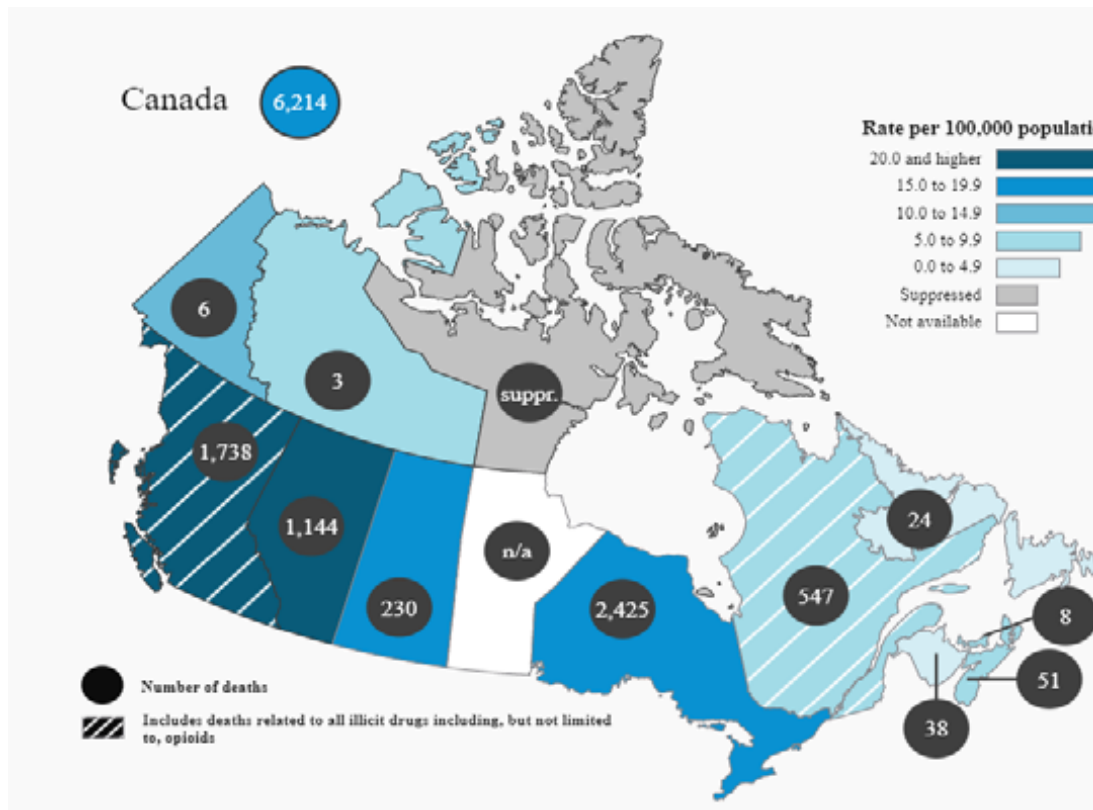 Canada 6,214
Rate per 100,000 populati
20.0 and higher
15.0 to 19.9
10.0 to 14.9
5.0 to 9.9
0.0 to 4.9
Suppressed
Not available
6
3
suppr.
1,738
1,144
230
n/a
2,425
547
24
8
51
38
Number of deaths
Includes deaths related to all illicit drugs including, but not limited
to, opioids